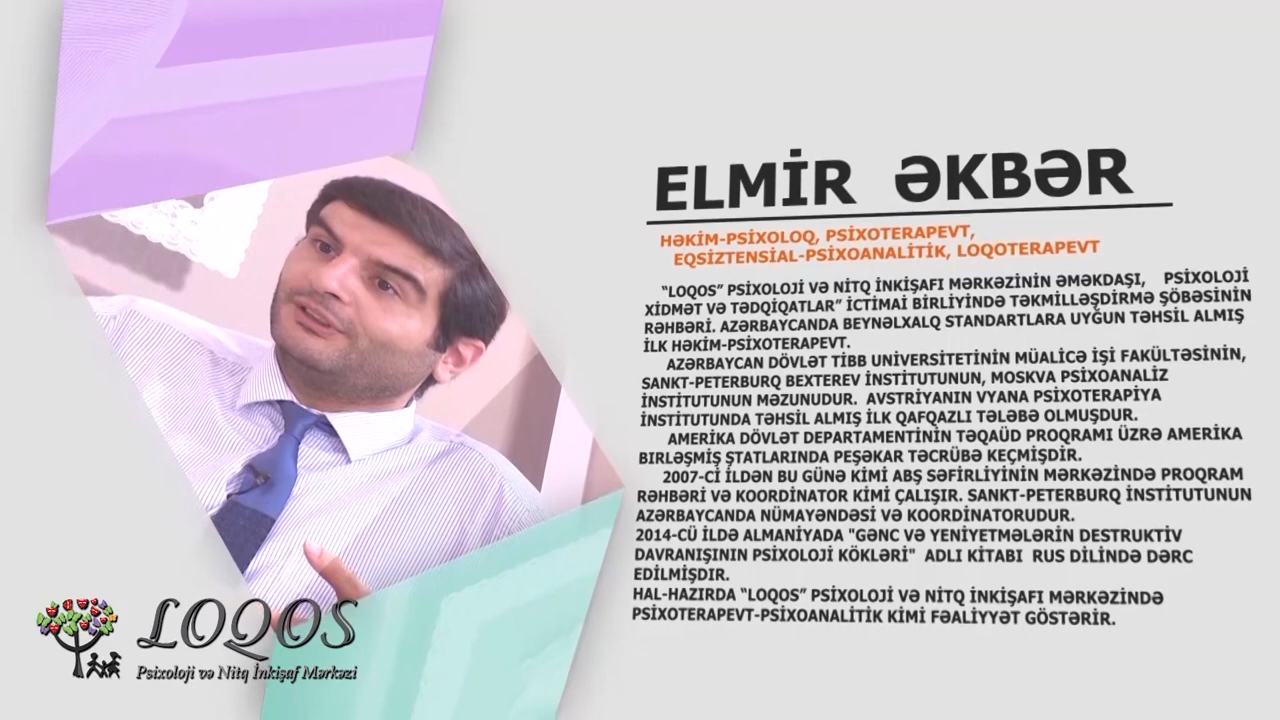 ELMİR ƏKBƏR
HƏKİM-PSİXOLOQ, PSİXOTERAPEVT,
EQSİZTENSİAL-PSİXOANALİTİK, LOQOTERAPEVT
“LOQOS” PSİXOLOJİ VƏ NİTQ İNKİŞAFI MƏRKƏZİNİN ƏMƏKDAŞI, PSİXOLOJİ
XİDMƏT VƏ TƏDQİQATLAR” İCTİMAİ BİRLİYİNDƏ TƏKMİLLƏŞDİRMƏ ŞÖBƏSİNİN
RƏHBƏRİ. AZƏRBAYCANDA BEYNƏLXALQ STANDARTLARA UYĞUN TƏHSİL ALMIŞ
İLK HƏKİM-PSİXOTERAPEVT.
AZƏRBAYCAN DÖVLƏT TİBB UNİVERSİTETİNİN MÜALİCƏ İŞİ FAKÜLTƏSİNİN,
SANKT-PETERBURQ BEXTEREV İNSTİTUTUNUN, MOSKVA PSİXOANALİZ
İNSTİTUTUNUN MƏZUNUDUR. AVSTRİYANIN VYANA PSİXOTERAPİYA
İNSTİTUTUNDA TƏHSİL ALMIŞ İLK QAFQAZLI TƏLƏBƏ OLMUŞDUR.
AMERİKA DÖVLƏT DEPARTAMENTİNİN TƏQAÜD PROQRAMI ÜZRƏ AMERİKA
BIRLƏŞMİŞ ŞTATLARINDA PEŞƏKAR TƏCRÜBƏ KEÇMİŞDİR.
2007-Cİ İLDƏN BU GÜNƏ KİMİ ABŞ SƏFİRLİYİNİN MƏRKƏZİNDƏ PROQRAM
RƏHBƏRİ VƏ KOORDİNATOR KİMİ ÇALIŞIR. SANKT-PETERBURQ İNSTİTUTUNUN
AZƏRBAYCANDA NÜMAYƏNDƏSİ VƏ KOORDİNATORUDUR.
2014-CÜ İLDƏ ALMANİYADA "GƏNC VƏ YENİYETMƏLƏRİN DESTRUKTİV
DAVRANIŞININ PSİXOLOJİ KÖKLƏRİ" ADLI KİTABI RUS DİLİNDƏ DƏRC
EDİLMİŞDIR.
HAL-HAZIRDA “LOQOS” PSİXOLOJİ VƏ NİTQ İNKİŞAFI MƏRKƏZİNDƏ
PSİXOTERAPEVT-PSİXOANALİTİK KİMİ FƏALİYYƏT GÖSTƏRİR.
LOQOS
Psixoloji və Nitq İnkişaf Mərkəzi